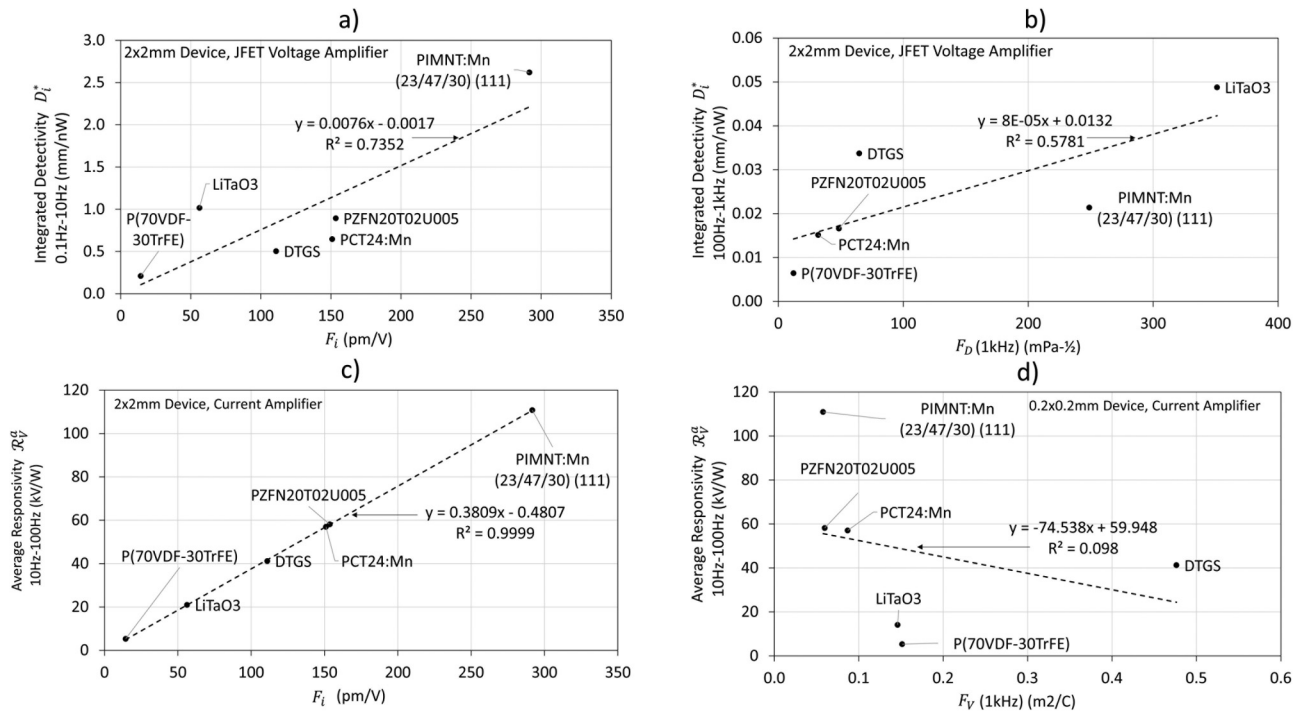 a)
2x2mm Device, JFET Voltage Amplifier
Integrated Detectivity D*i
0.1Hz-10Hz (mm/nW)
3.0
2.5
2.0
1.5
1.0
0.5
0.0
PIMNT:Mn
(23/47/30) (111)
y = 0.0076x - 0.0017
R² = 0.7352
LiTaO3
P(70VDF-
30TrFE)
PZFN20T02U005
PCT24:Mn
DTGS
0 50 100 150 200 250 300 350
Fi (pm/V)
b)
2x2mm Device, JFET Voltage Amplifier
Integrated Detectivity D*i
100Hz-1kHz (mm/nW)
0.06
0.05
0.04
0.03
0.02
0.01
0.00
LiTaO3
y = 8E-05x + 0.0132
R² = 0.5781
DTGS
PZFN20T02U005
PIMNT:Mn
(23/47/30) (111)
PCT24:Mn
P(70VDF-30TrFE)
0 100 200 300 400
FD (1kHz) (mPa-½)
c)
2x2mm Device, Current Amplifier
Average Responsivity ℛaV
10Hz-100Hz (kV/W)
120
100
80
60
40
20
0
PIMNT:Mn
(23/47/30) (111)
PZFN20T02U005
y = 0.3809x - 0.4807
R² = 0.9999
P(70VDF-30TrFE)
DTGS
PCT24:Mn
LiTaO3
0 50 100 150 200 250 300 350
Fi (pm/V)
d)
0.2x0.2mm Device, Current Amplifier
Average Responsivity ℛaV
10Hz-100Hz (kV/W)
120
100
80
60
40
20
0
PIMNT:Mn
(23/47/30) (111)
PZFN20T02U005
PCT24:Mn
y = -74.538x + 59.948
R² = 0.098
DTGS
LiTaO3
P(70VDF-30TrFE)
0 0.1 0.2 0.3 0.4 0.5 0.6
FV (1kHz) (m2/C)